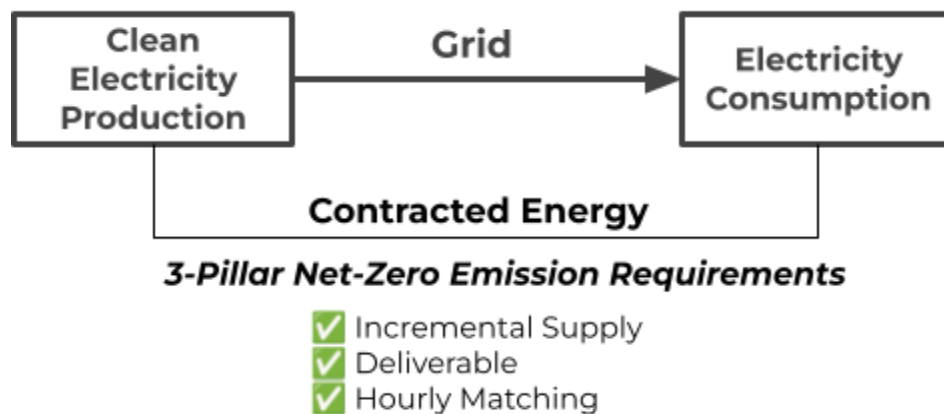 Clean
Electricity
Production
Grid
Electricity
Consumption
Contracted Energy
3-Pillar Net-Zero Emission Requirements
✅ Incremental Supply
✅ Deliverable
✅ Hourly Matching